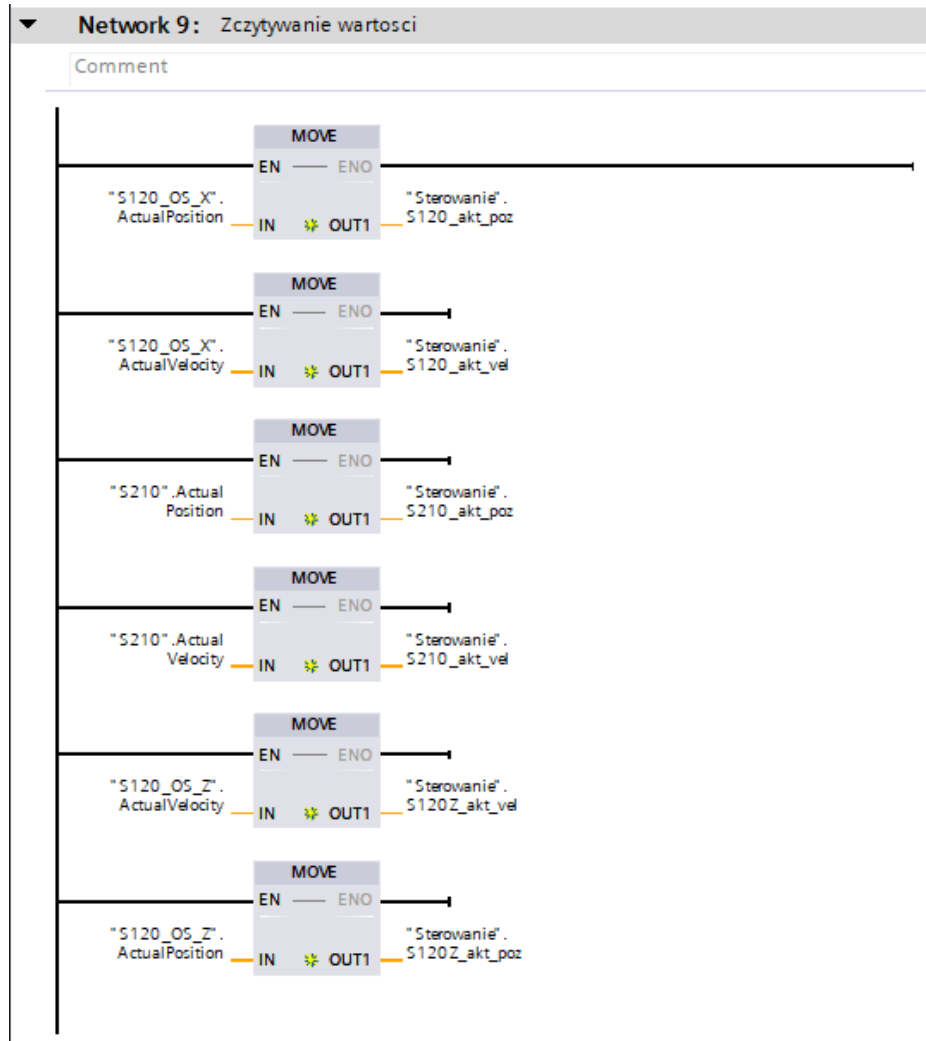 Network 9: Zczytywanie wartosci
Comment
MOVE
EN ENO
"S120_OS_X". "Sterowanie".
ActualPosition IN OUT1 S120_akt_poz
MOVE
EN ENO
"S120_OS_X". "Sterowanie".
ActualVelocity IN OUT1 S120_akt_vel
MOVE
EN ENO
"S210".Actual "Sterowanie".
Position IN OUT1 S210_akt_poz
MOVE
EN ENO
"S210".Actual "Sterowanie".
Velocity IN OUT1 S210_akt_vel
MOVE
EN ENO
"S120_OS_Z". "Sterowanie".
ActualVelocity IN OUT1 S120Z_akt_vel
MOVE
EN ENO
"S120_OS_Z". "Sterowanie".
ActualPosition IN OUT1 S120Z_akt_poz